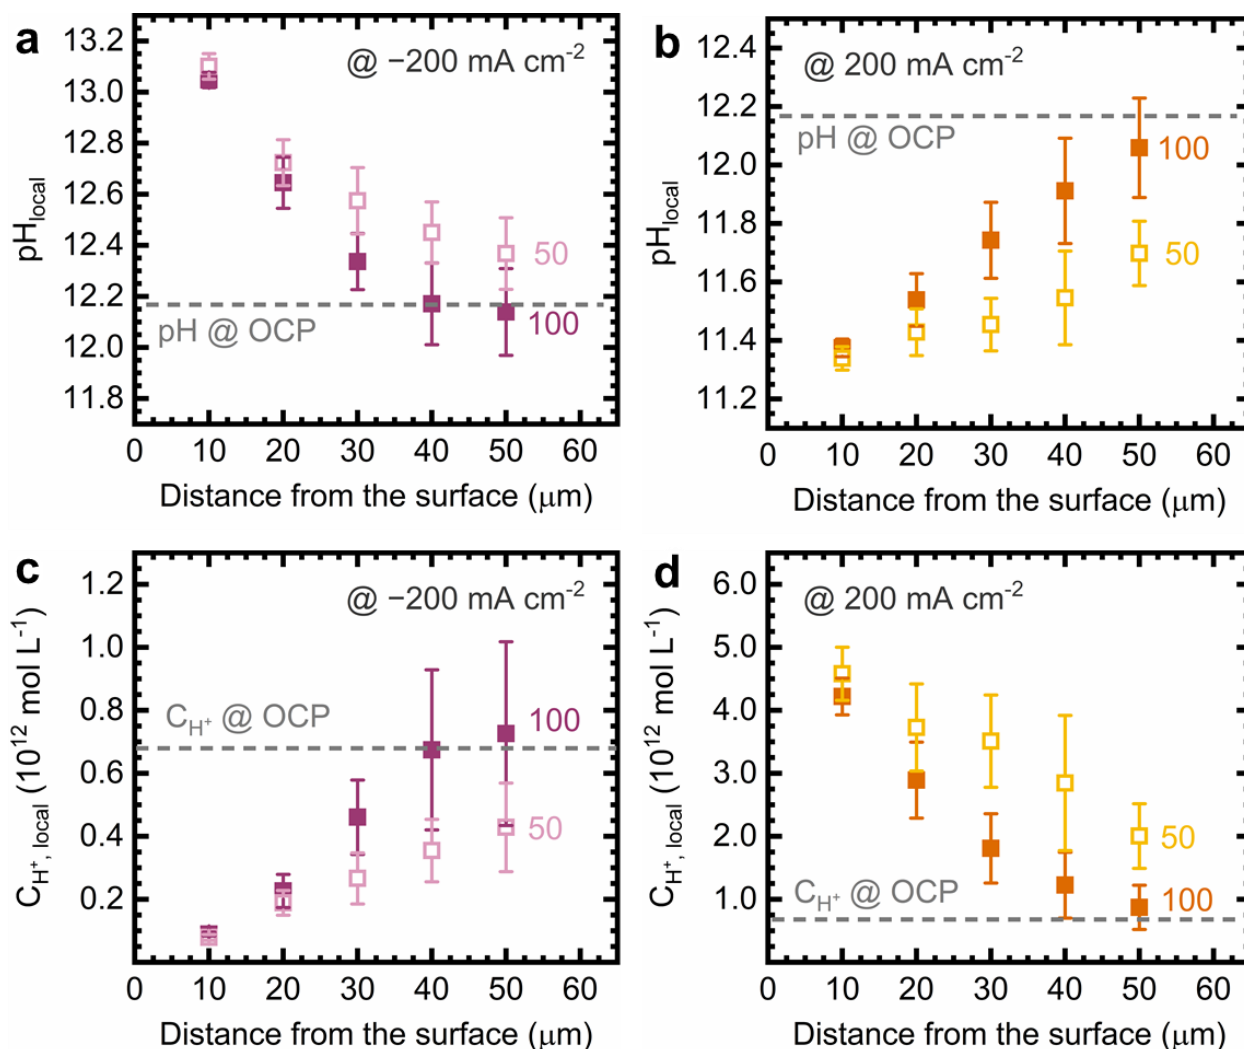 a
@ −200 mA cm⁻²
13.2
13.0
12.8
12.6
12.4
12.2
12.0
11.8
pH_local
50
100
pH @ OCP
0 10 20 30 40 50 60
Distance from the surface (μm)
b
@ 200 mA cm⁻²
12.4
12.2
12.0
11.8
11.6
11.4
11.2
pH_local
pH @ OCP
100
50
0 10 20 30 40 50 60
Distance from the surface (μm)
c
@ −200 mA cm⁻²
1.2
1.0
0.8
0.6
0.4
0.2
C_H⁺, local (10¹² mol L⁻¹)
C_H⁺ @ OCP
100
50
0 10 20 30 40 50 60
Distance from the surface (μm)
d
@ 200 mA cm⁻²
6.0
5.0
4.0
3.0
2.0
1.0
C_H⁺, local (10¹² mol L⁻¹)
50
C_H⁺ @ OCP
100
0 10 20 30 40 50 60
Distance from the surface (μm)